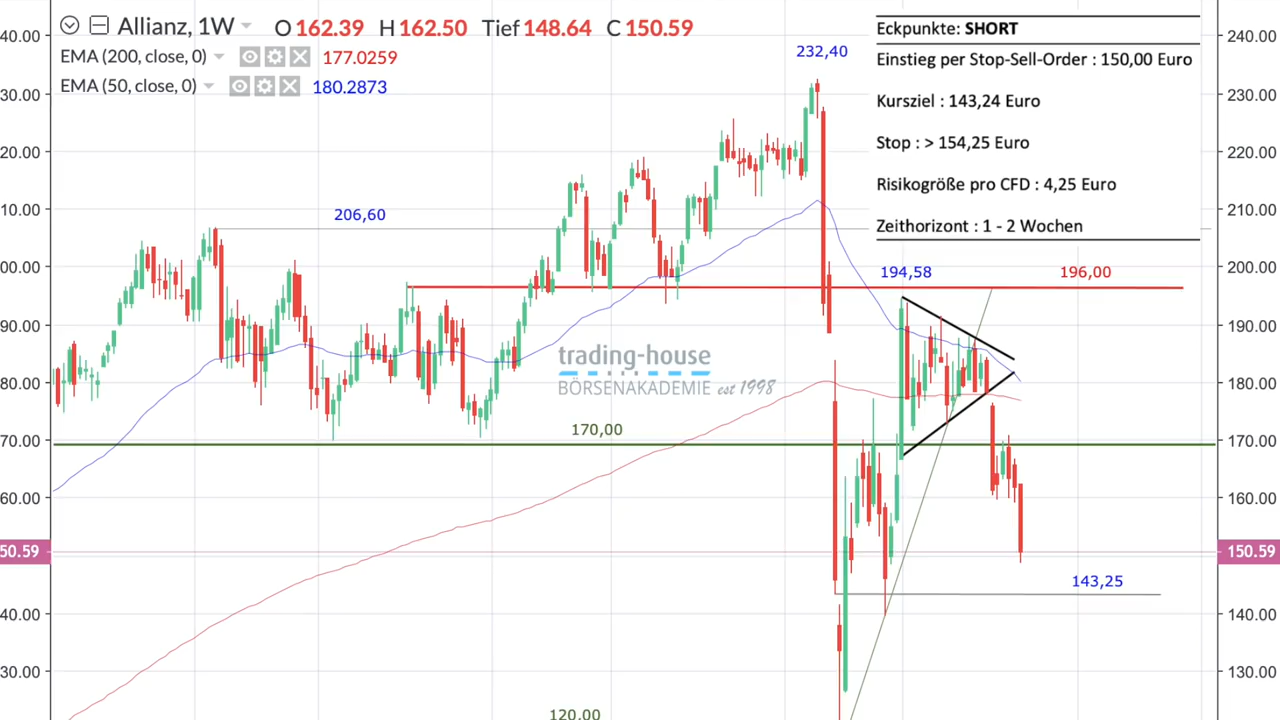 Allianz, 1W O 162.39 H 162.50 Tief 148.64 C 150.59
EMA (200, close, 0) 177.0259
EMA (50, close, 0) 180.2873
Eckpunkte: SHORT
Einstieg per Stop-Sell-Order : 150,00 Euro
Kursziel : 143,24 Euro
Stop : > 154,25 Euro
Risikogröße pro CFD : 4,25 Euro
Zeithorizont : 1 - 2 Wochen
232,40
206,60
194,58
196,00
trading-house
BÖRSENAKADEMIE est 1998
170,00
143,25
120,00
40.00
30.00
20.00
10.00
00.00
90.00
80.00
70.00
60.00
50.59
40.00
30.00
240.00
230.00
220.00
210.00
200.00
190.00
180.00
170.00
160.00
150.59
140.00
130.00